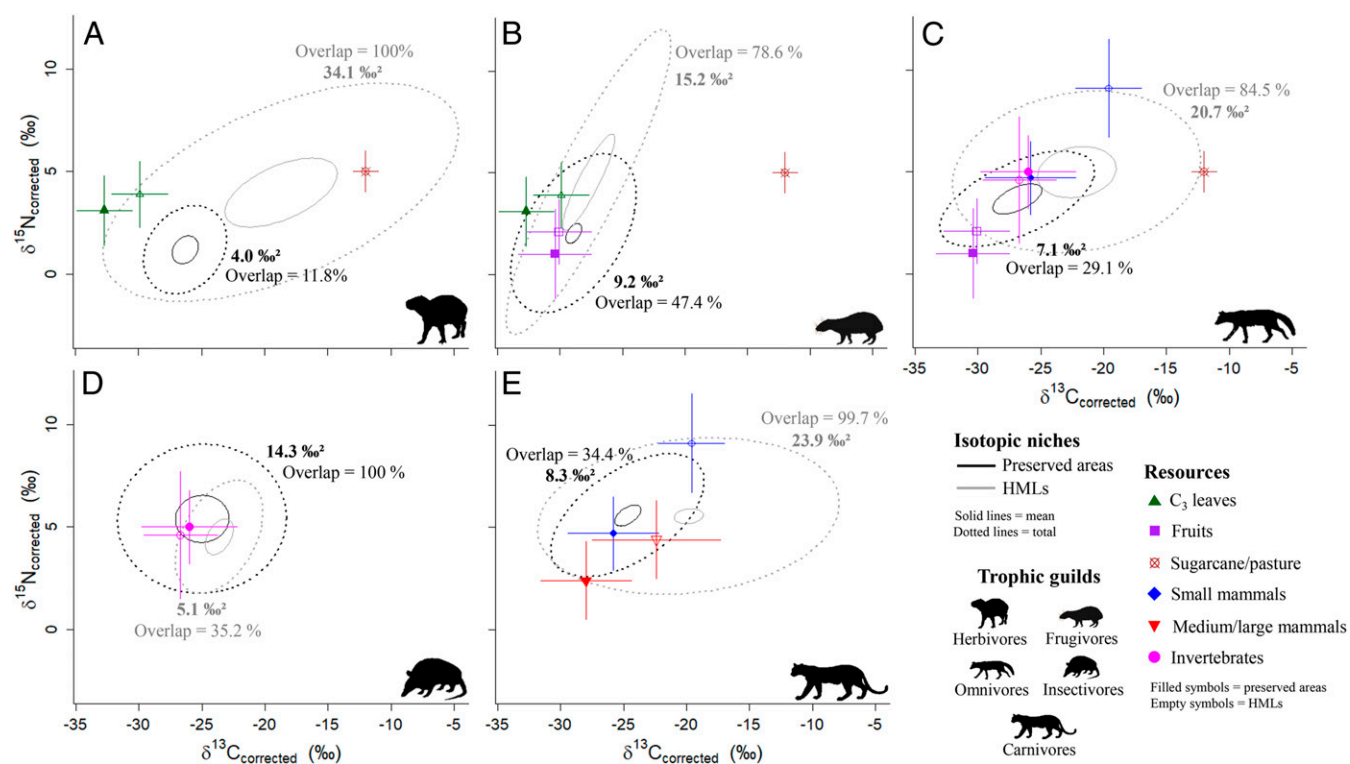 A
Overlap = 100%
34.1 ‰²
4.0 ‰²
Overlap = 11.8%
δ¹⁵Ncorrected (‰)
10
5
0
B
Overlap = 78.6 %
15.2 ‰²
9.2 ‰²
Overlap = 47.4 %
C
Overlap = 84.5 %
20.7 ‰²
7.1 ‰²
Overlap = 29.1 %
-35 -30 -25 -20 -15 -10 -5
δ¹³Ccorrected (‰)
D
14.3 ‰²
Overlap = 100 %
5.1 ‰²
Overlap = 35.2 %
δ¹⁵Ncorrected (‰)
10
5
0
-35 -30 -25 -20 -15 -10 -5
δ¹³Ccorrected (‰)
E
Overlap = 99.7 %
23.9 ‰²
Overlap = 34.4 %
8.3 ‰²
-35 -30 -25 -20 -15 -10 -5
δ¹³Ccorrected (‰)
Isotopic niches
Preserved areas
HMLs
Solid lines = mean
Dotted lines = total
Trophic guilds
Herbivores
Frugivores
Omnivores
Insectivores
Carnivores
Resources
C₃ leaves
Fruits
Sugarcane/pasture
Small mammals
Medium/large mammals
Invertebrates
Filled symbols = preserved areas
Empty symbols = HMLs